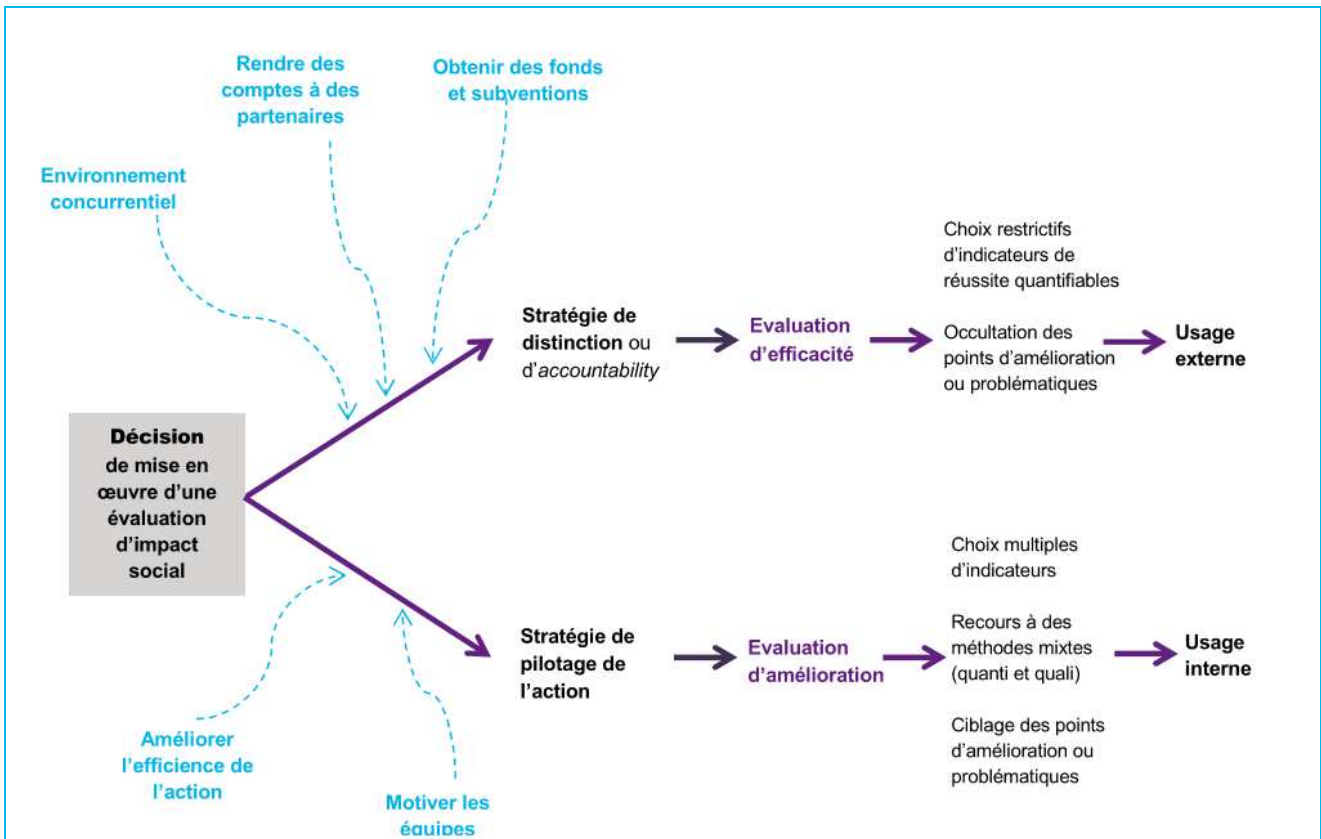 Rendre des
comptes à des
partenaires
Obtenir des fonds
et subventions
Environnement
concurrentiel
Décision
de mise en
œuvre d'une
évaluation
d'impact
social
Stratégie de
distinction ou
d'accountability
Evaluation
d'efficacité
Choix restrictifs
d'indicateurs de
réussite quantifiables
Occultation des
points d'amélioration
ou problématiques
Usage
externe
Stratégie de
pilotage de
l'action
Evaluation
d'amélioration
Choix multiples
d'indicateurs
Recours à des
méthodes mixtes
(quanti et quali)
Ciblage des points
d'amélioration ou
problématiques
Usage
interne
Améliorer
l'efficience de
l'action
Motiver les
équipes